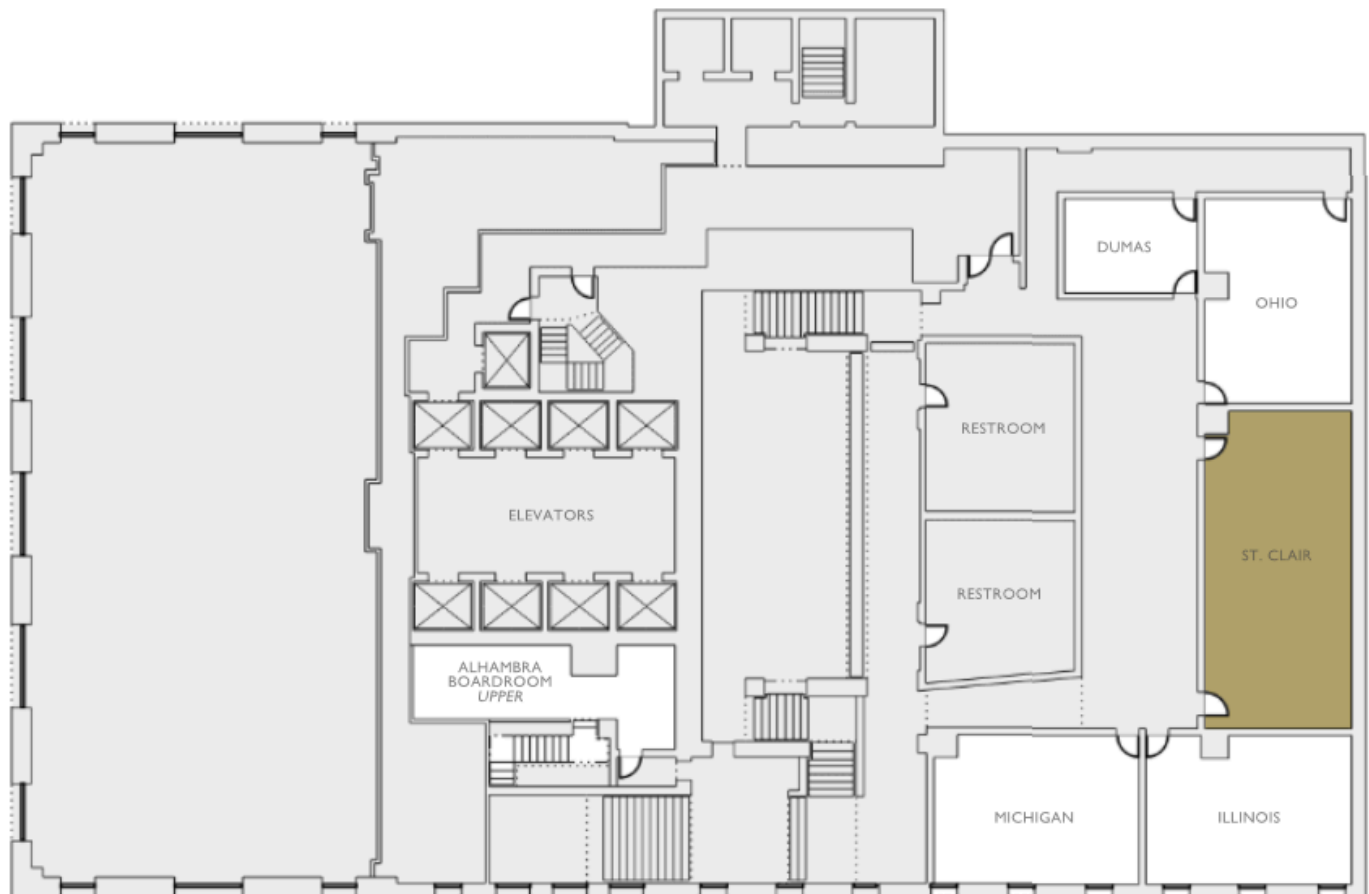 DUMAS
OHIO
RESTROOM
ELEVATORS
ST. CLAIR
RESTROOM
ALHAMBRA
BOARDROOM
UPPER
MICHIGAN
ILLINOIS